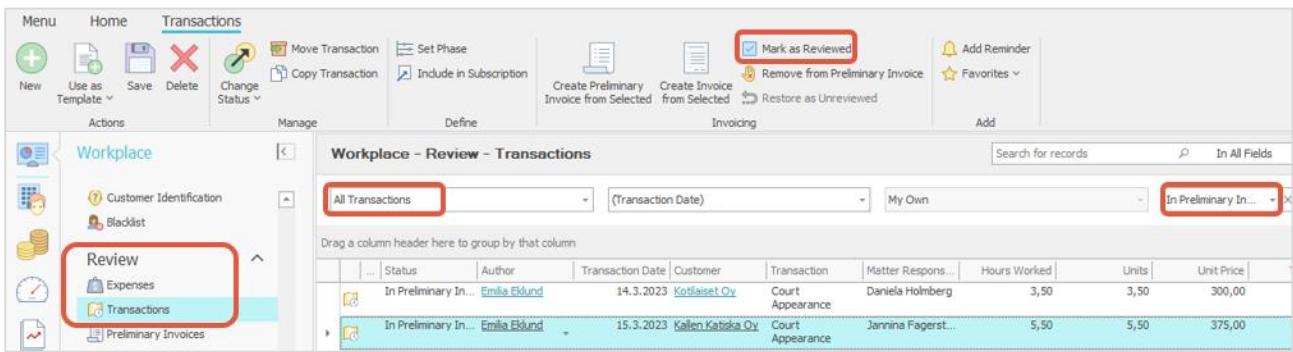 Menu Home Transactions
New
Use as Template
Save
Delete
Change Status
Move Transaction
Copy Transaction
Set Phase
Include in Subscription
Create Preliminary Invoice from Selected
Create Invoice from Selected
Mark as Reviewed
Remove from Preliminary Invoice
Restore as Unreviewed
Add Reminder
Favorites
Actions Manage Define Invoicing Add
Workplace
Customer Identification
Blacklist
Review
Expenses
Transactions
Preliminary Invoices
Workplace - Review - Transactions
Search for records In All Fields
All Transactions (Transaction Date) My Own In Preliminary In...
Drag a column header here to group by that column
... Status Author Transaction Date Customer Transaction Matter Respons... Hours Worked Units Unit Price
In Preliminary In... Emilia Eklund 14.3.2023 Kotilaiset Oy Court Appearance Daniela Holmberg 3,50 3,50 300,00
In Preliminary In... Emilia Eklund 15.3.2023 Kallen Katiska Oy Court Appearance Jannina Fagerst... 5,50 5,50 375,00